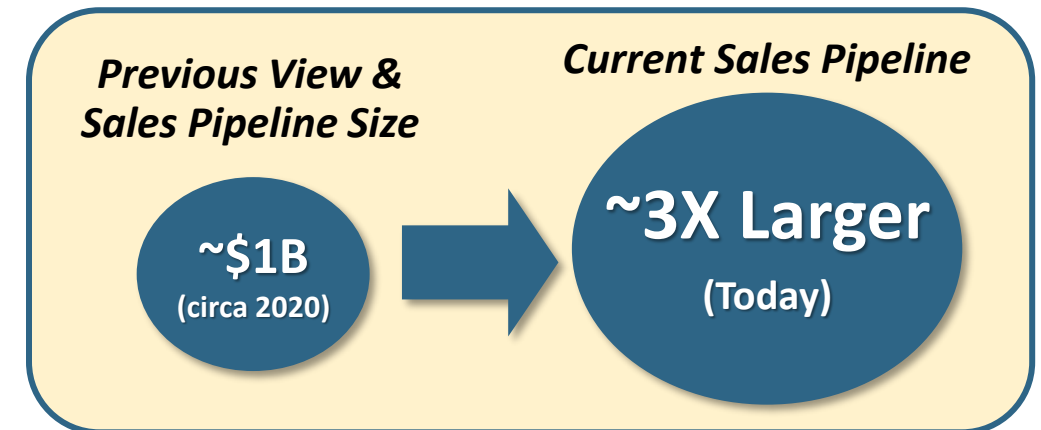 Previous View &
Sales Pipeline Size
~$1B
(circa 2020)
Current Sales Pipeline
~3X Larger
(Today)